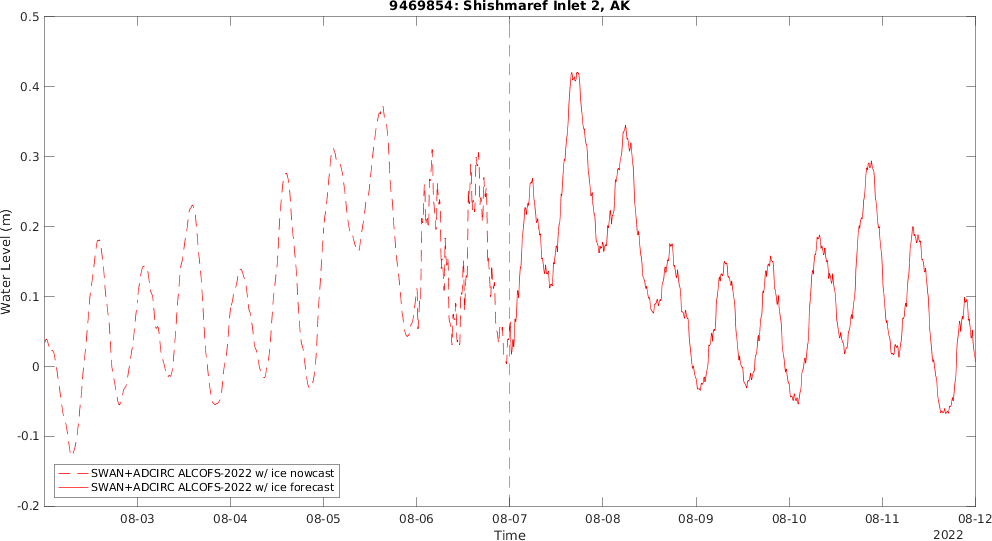 9469854: Shishmaref Inlet 2, AK
0.5
0.4
0.3
0.2
0.1
0
-0.1
-0.2
Water Level (m)
SWAN+ADCIRC ALCOFS-2022 w/ ice nowcast
SWAN+ADCIRC ALCOFS-2022 w/ ice forecast
08-03 08-04 08-05 08-06 08-07 08-08 08-09 08-10 08-11 08-12
Time
2022